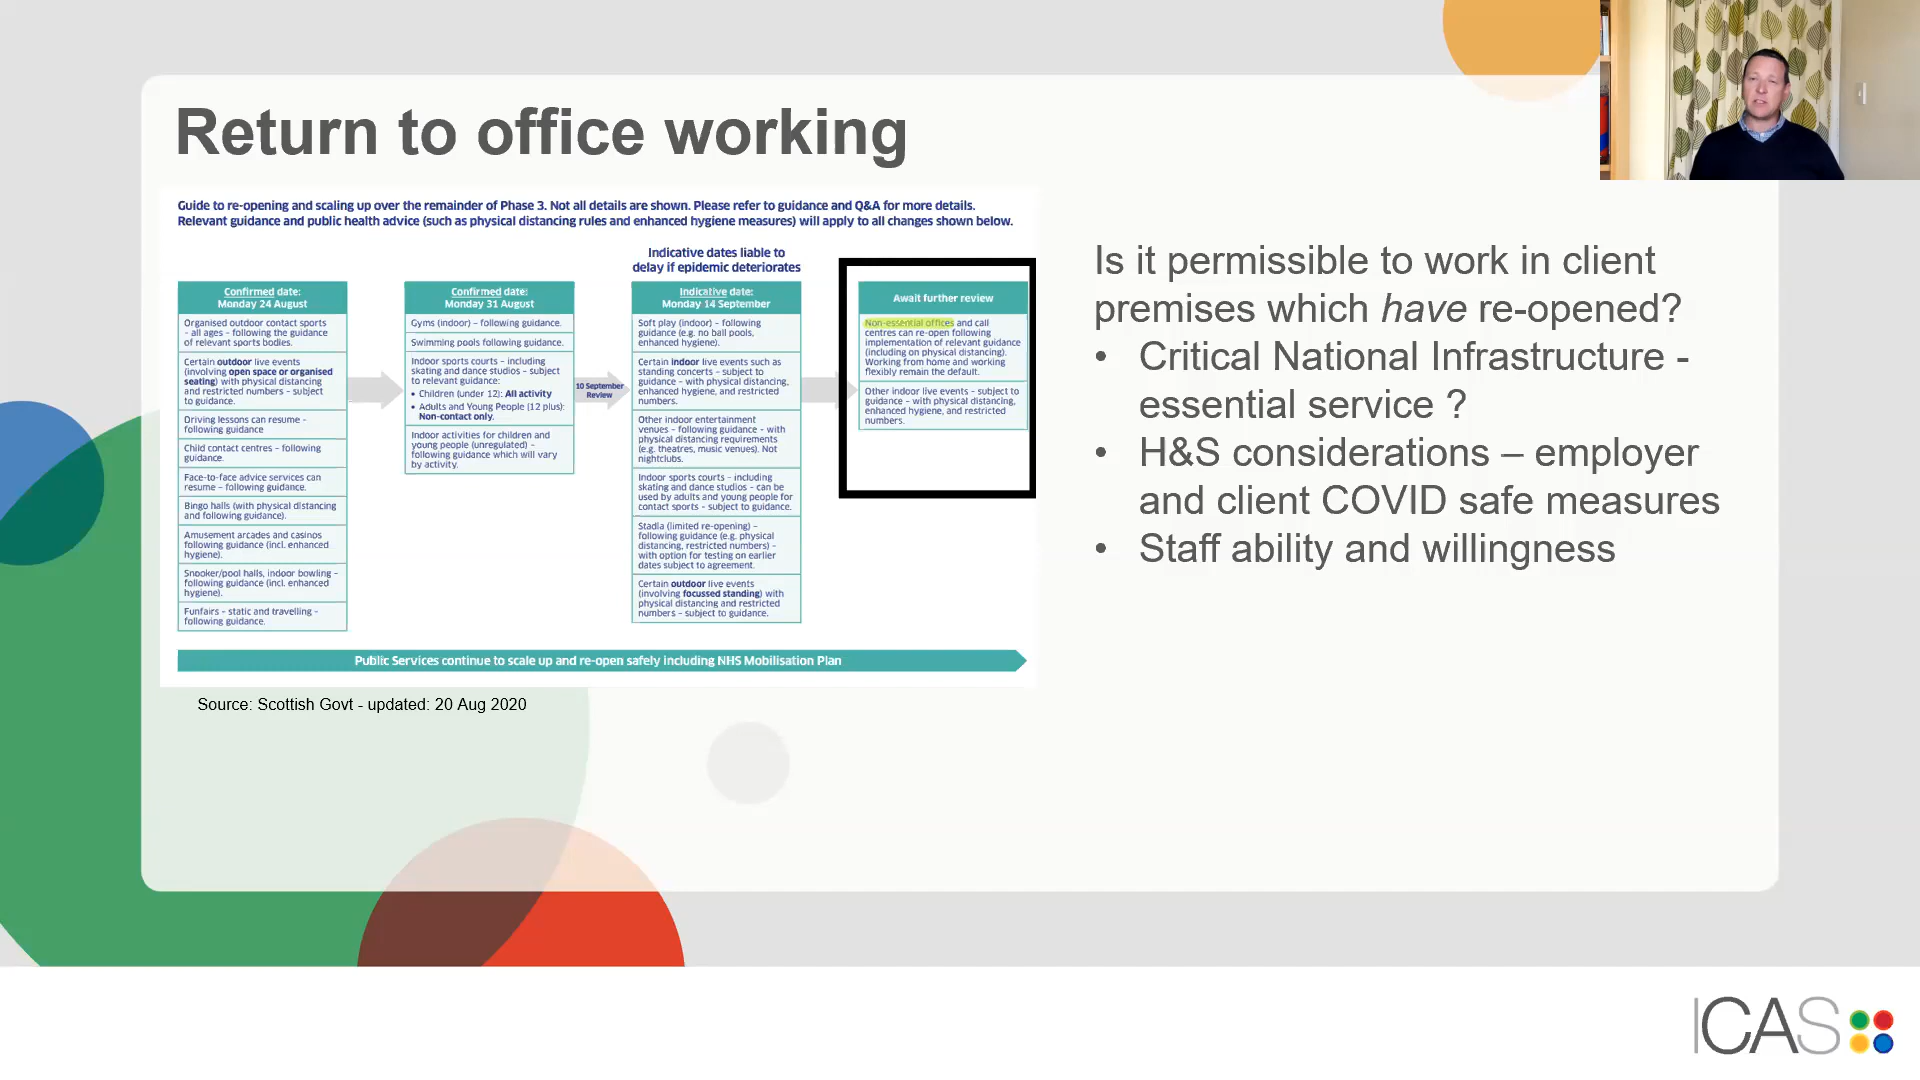 Return to office working
Guide to re-opening and scaling up over the remainder of Phase 3. Not all details are shown. Please refer to guidance and Q&A for more details.
Relevant guidance and public health advice (such as physical distancing rules and enhanced hygiene measures) will apply to all changes shown below.
Confirmed date:
Monday 24 August
Organised outdoor contact sports
- all ages - following the guidance
of relevant sports bodies.
Certain outdoor live events
(involving open space or organised
seating) with physical distancing
and restricted numbers - subject
to guidance.
Driving lessons can resume -
following guidance
Child contact centres - following
guidance.
Face-to-face advice services can
resume - following guidance.
Bingo halls (with physical distancing
and following guidance).
Amusement arcades and casinos
following guidance (incl. enhanced
hygiene).
Snooker/pool halls, indoor bowling -
following guidance (incl. enhanced
hygiene).
Funfairs - static and travelling -
following guidance.
Confirmed date:
Monday 31 August
Gyms (indoor) - following guidance.
Swimming pools following guidance.
Indoor sports courts - including
skating and dance studios - subject
to relevant guidance:
• Children (under 12): All activity
• Adults and Young People (12 plus):
Non-contact only.
Indoor activities for children and
young people (unregulated) -
following guidance which will vary
by activity.
10 September
Review
Indicative dates liable to
delay if epidemic deteriorates
Indicative date:
Monday 14 September
Soft play (indoor) - following
guidance (e.g. no ball pools,
enhanced hygiene).
Certain indoor live events such as
standing concerts - subject to
guidance - with physical distancing,
enhanced hygiene, and restricted
numbers.
Other indoor entertainment
venues - following guidance - with
physical distancing requirements
(e.g. theatres, music venues). Not
nightclubs.
Indoor sports courts - including
skating and dance studios - can be
used by adults and young people for
contact sports - subject to guidance.
Stadia (limited re-opening) -
following guidance (e.g. physical
distancing, restricted numbers) -
with option for testing on earlier
dates subject to agreement.
Certain outdoor live events
(involving focussed standing) with
physical distancing and restricted
numbers - subject to guidance.
Await further review
Non-essential offices and call
centres can re-open following
implementation of relevant guidance
(including on physical distancing).
Working from home and working
flexibly remain the default.
Other indoor live events - subject to
guidance - with physical distancing,
enhanced hygiene, and restricted
numbers.
Public Services continue to scale up and re-open safely including NHS Mobilisation Plan
Source: Scottish Govt - updated: 20 Aug 2020
Is it permissible to work in client
premises which have re-opened?
• Critical National Infrastructure -
essential service ?
• H&S considerations – employer
and client COVID safe measures
• Staff ability and willingness
ICAS